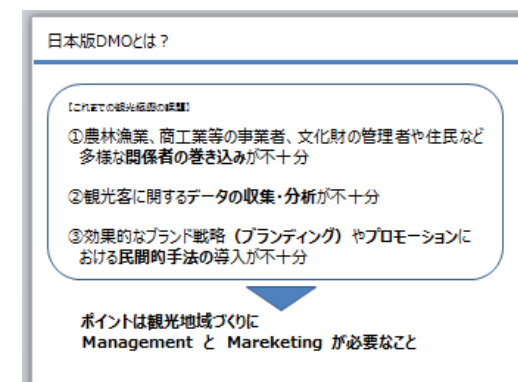 日本版DMOとは？
【これまでの観光振興の課題】
①農林漁業、商工業等の事業者、文化財の管理者や住民など
多様な関係者の巻き込みが不十分
②観光客に関するデータの収集・分析が不十分
③効果的なブランド戦略（ブランディング）やプロモーションに
おける民間的手法の導入が不十分
ポイントは観光地域づくりに
Management と Mareketing が必要なこと